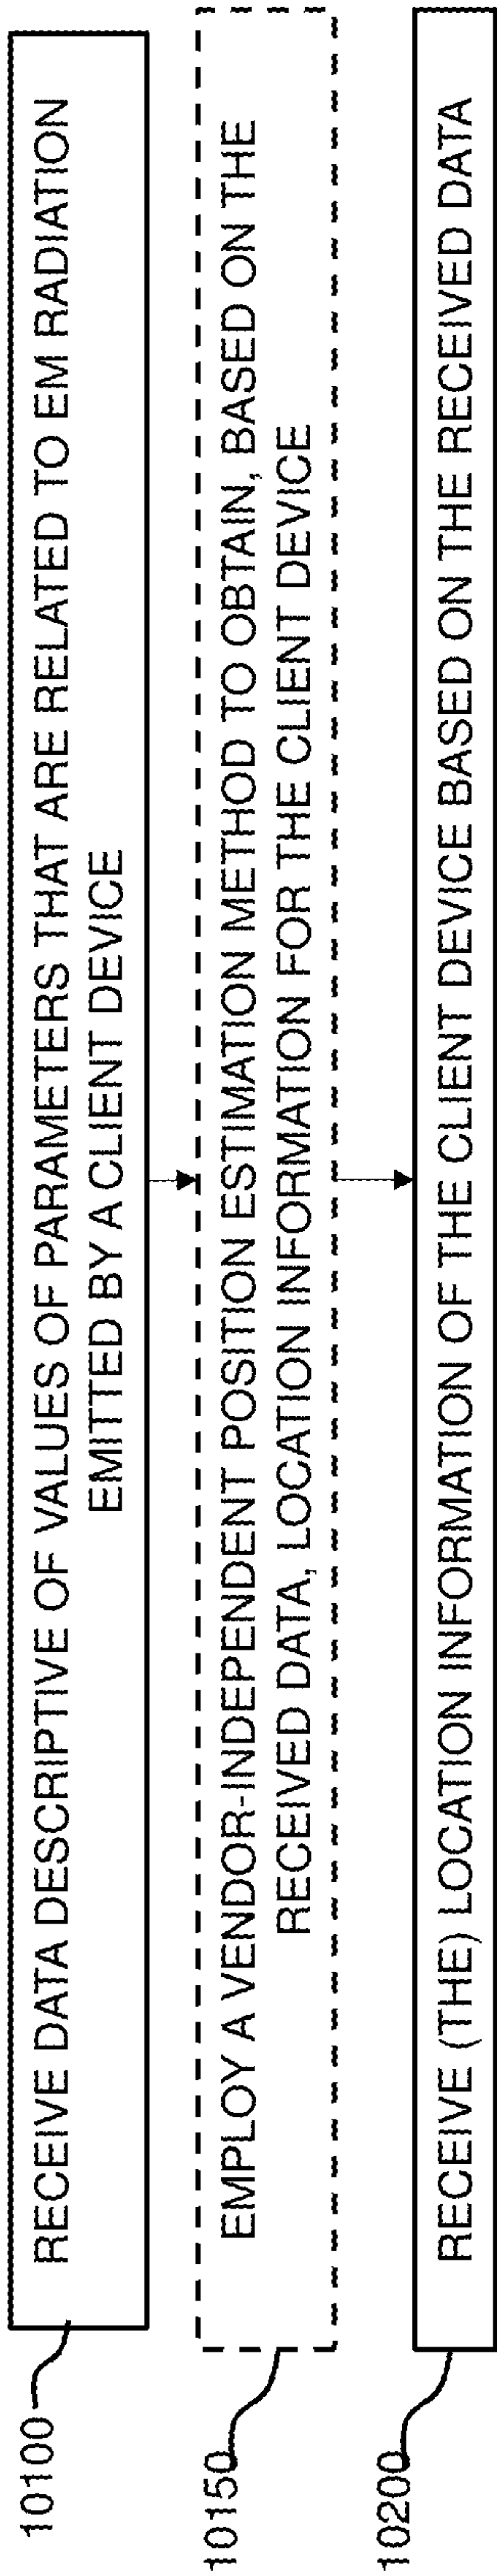 10100
RECEIVE DATA DESCRIPTIVE OF VALUES OF PARAMETERS THAT ARE RELATED TO EM RADIATION
EMITTED BY A CLIENT DEVICE
10150
EMPLOY A VENDOR-INDEPENDENT POSITION ESTIMATION METHOD TO OBTAIN, BASED ON THE
RECEIVED DATA, LOCATION INFORMATION FOR THE CLIENT DEVICE
10200
RECEIVE (THE) LOCATION INFORMATION OF THE CLIENT DEVICE BASED ON THE RECEIVED DATA